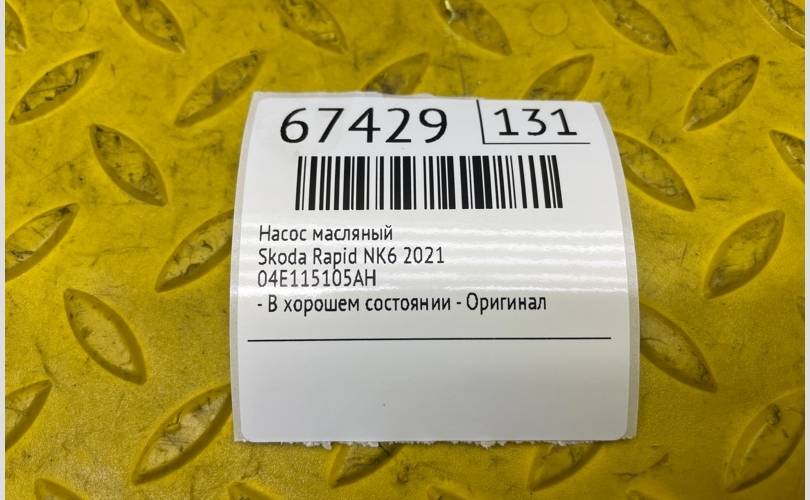 67429 131
Насос масляный
Skoda Rapid NK6 2021
04E115105AH
- В хорошем состоянии - Оригинал